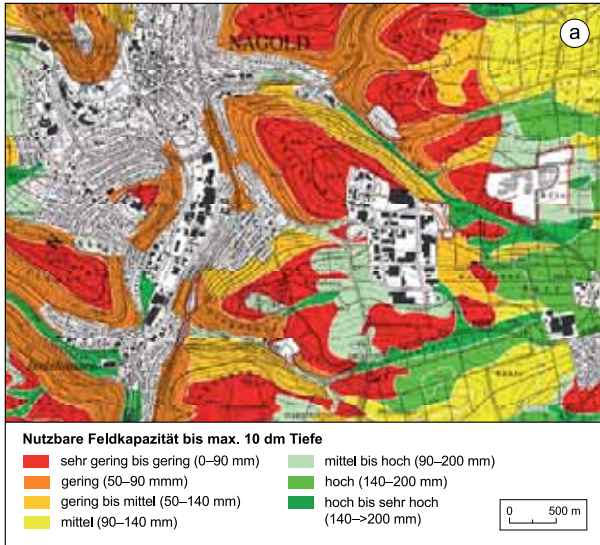 NAGOLD
a
Nutzbare Feldkapazität bis max. 10 dm Tiefe
sehr gering bis gering (0–90 mm)
gering (50–90 mmm)
gering bis mittel (50–140 mm)
mittel (90–140 mm)
mittel bis hoch (90–200 mm)
hoch (140–200 mm)
hoch bis sehr hoch
(140–>200 mm)
0 500 m